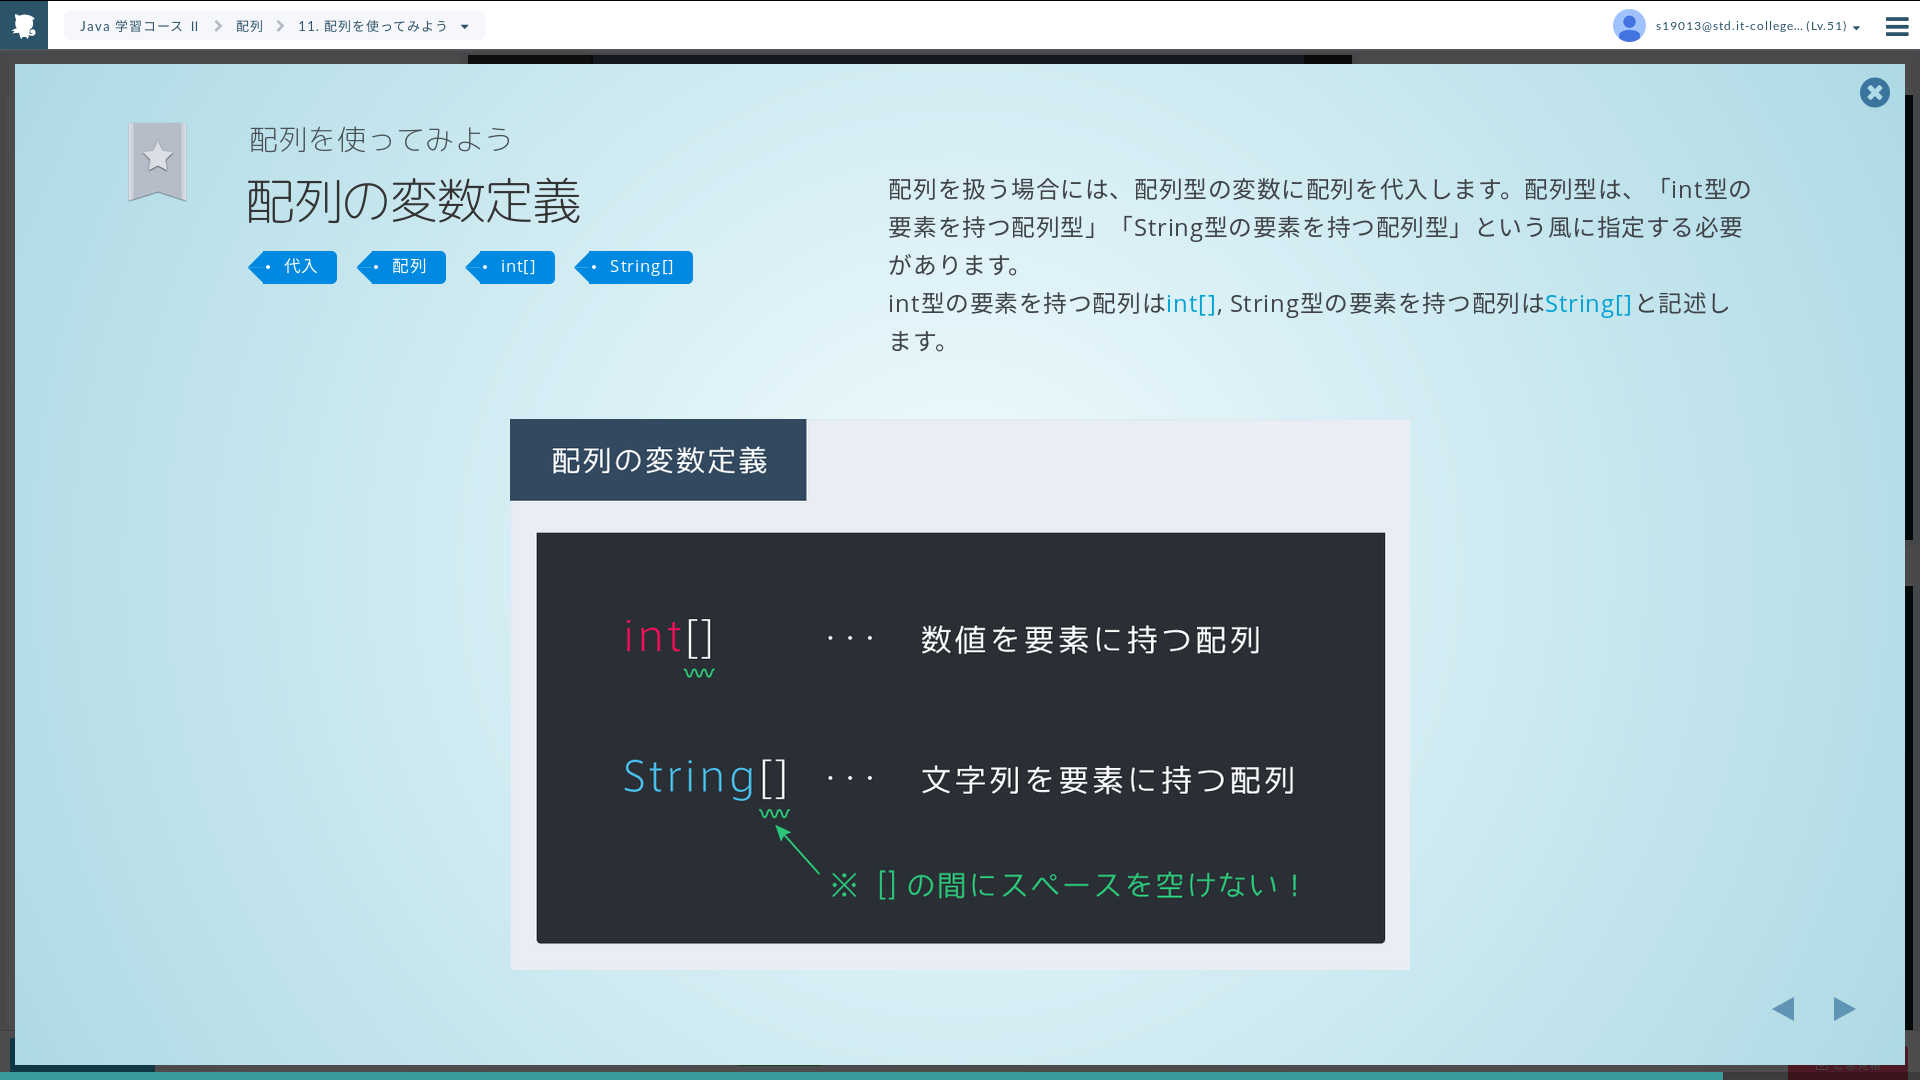 Java 学習コース Ⅱ 配列 11. 配列を使ってみよう
s19013@std.it-college... (Lv.51)
配列を使ってみよう
配列の変数定義
代入 配列 int[] String[]
配列を扱う場合には、配列型の変数に配列を代入します。配列型は、「int型の
要素を持つ配列型」「String型の要素を持つ配列型」という風に指定する必要
があります。
int型の要素を持つ配列はint[], String型の要素を持つ配列はString[]と記述し
ます。
配列の変数定義
int[] ・・・ 数値を要素に持つ配列
String[] ・・・ 文字列を要素に持つ配列
※ [] の間にスペースを空けない！